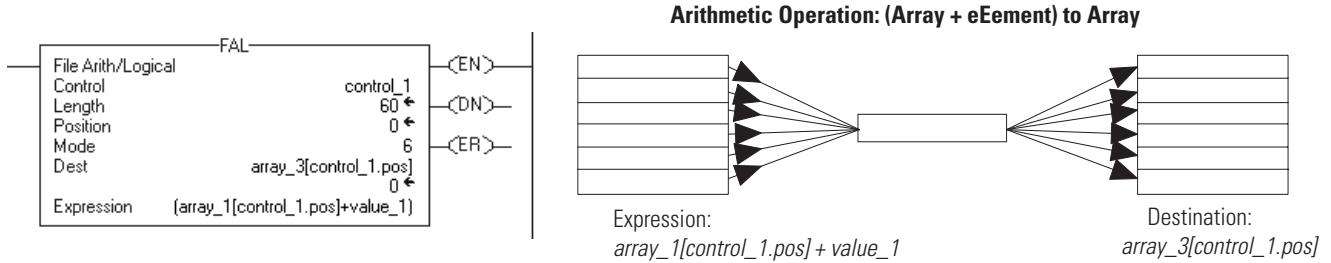 Arithmetic Operation: (Array + eEement) to Array
FAL
File Arith/Logical
Control control_1
Length 60
Position 0
Mode 6
Dest array_3[control_1.pos]
0
Expression (array_1[control_1.pos]+value_1)
EN
DN
ER
Expression:
array_1[control_1.pos] + value_1
Destination:
array_3[control_1.pos]